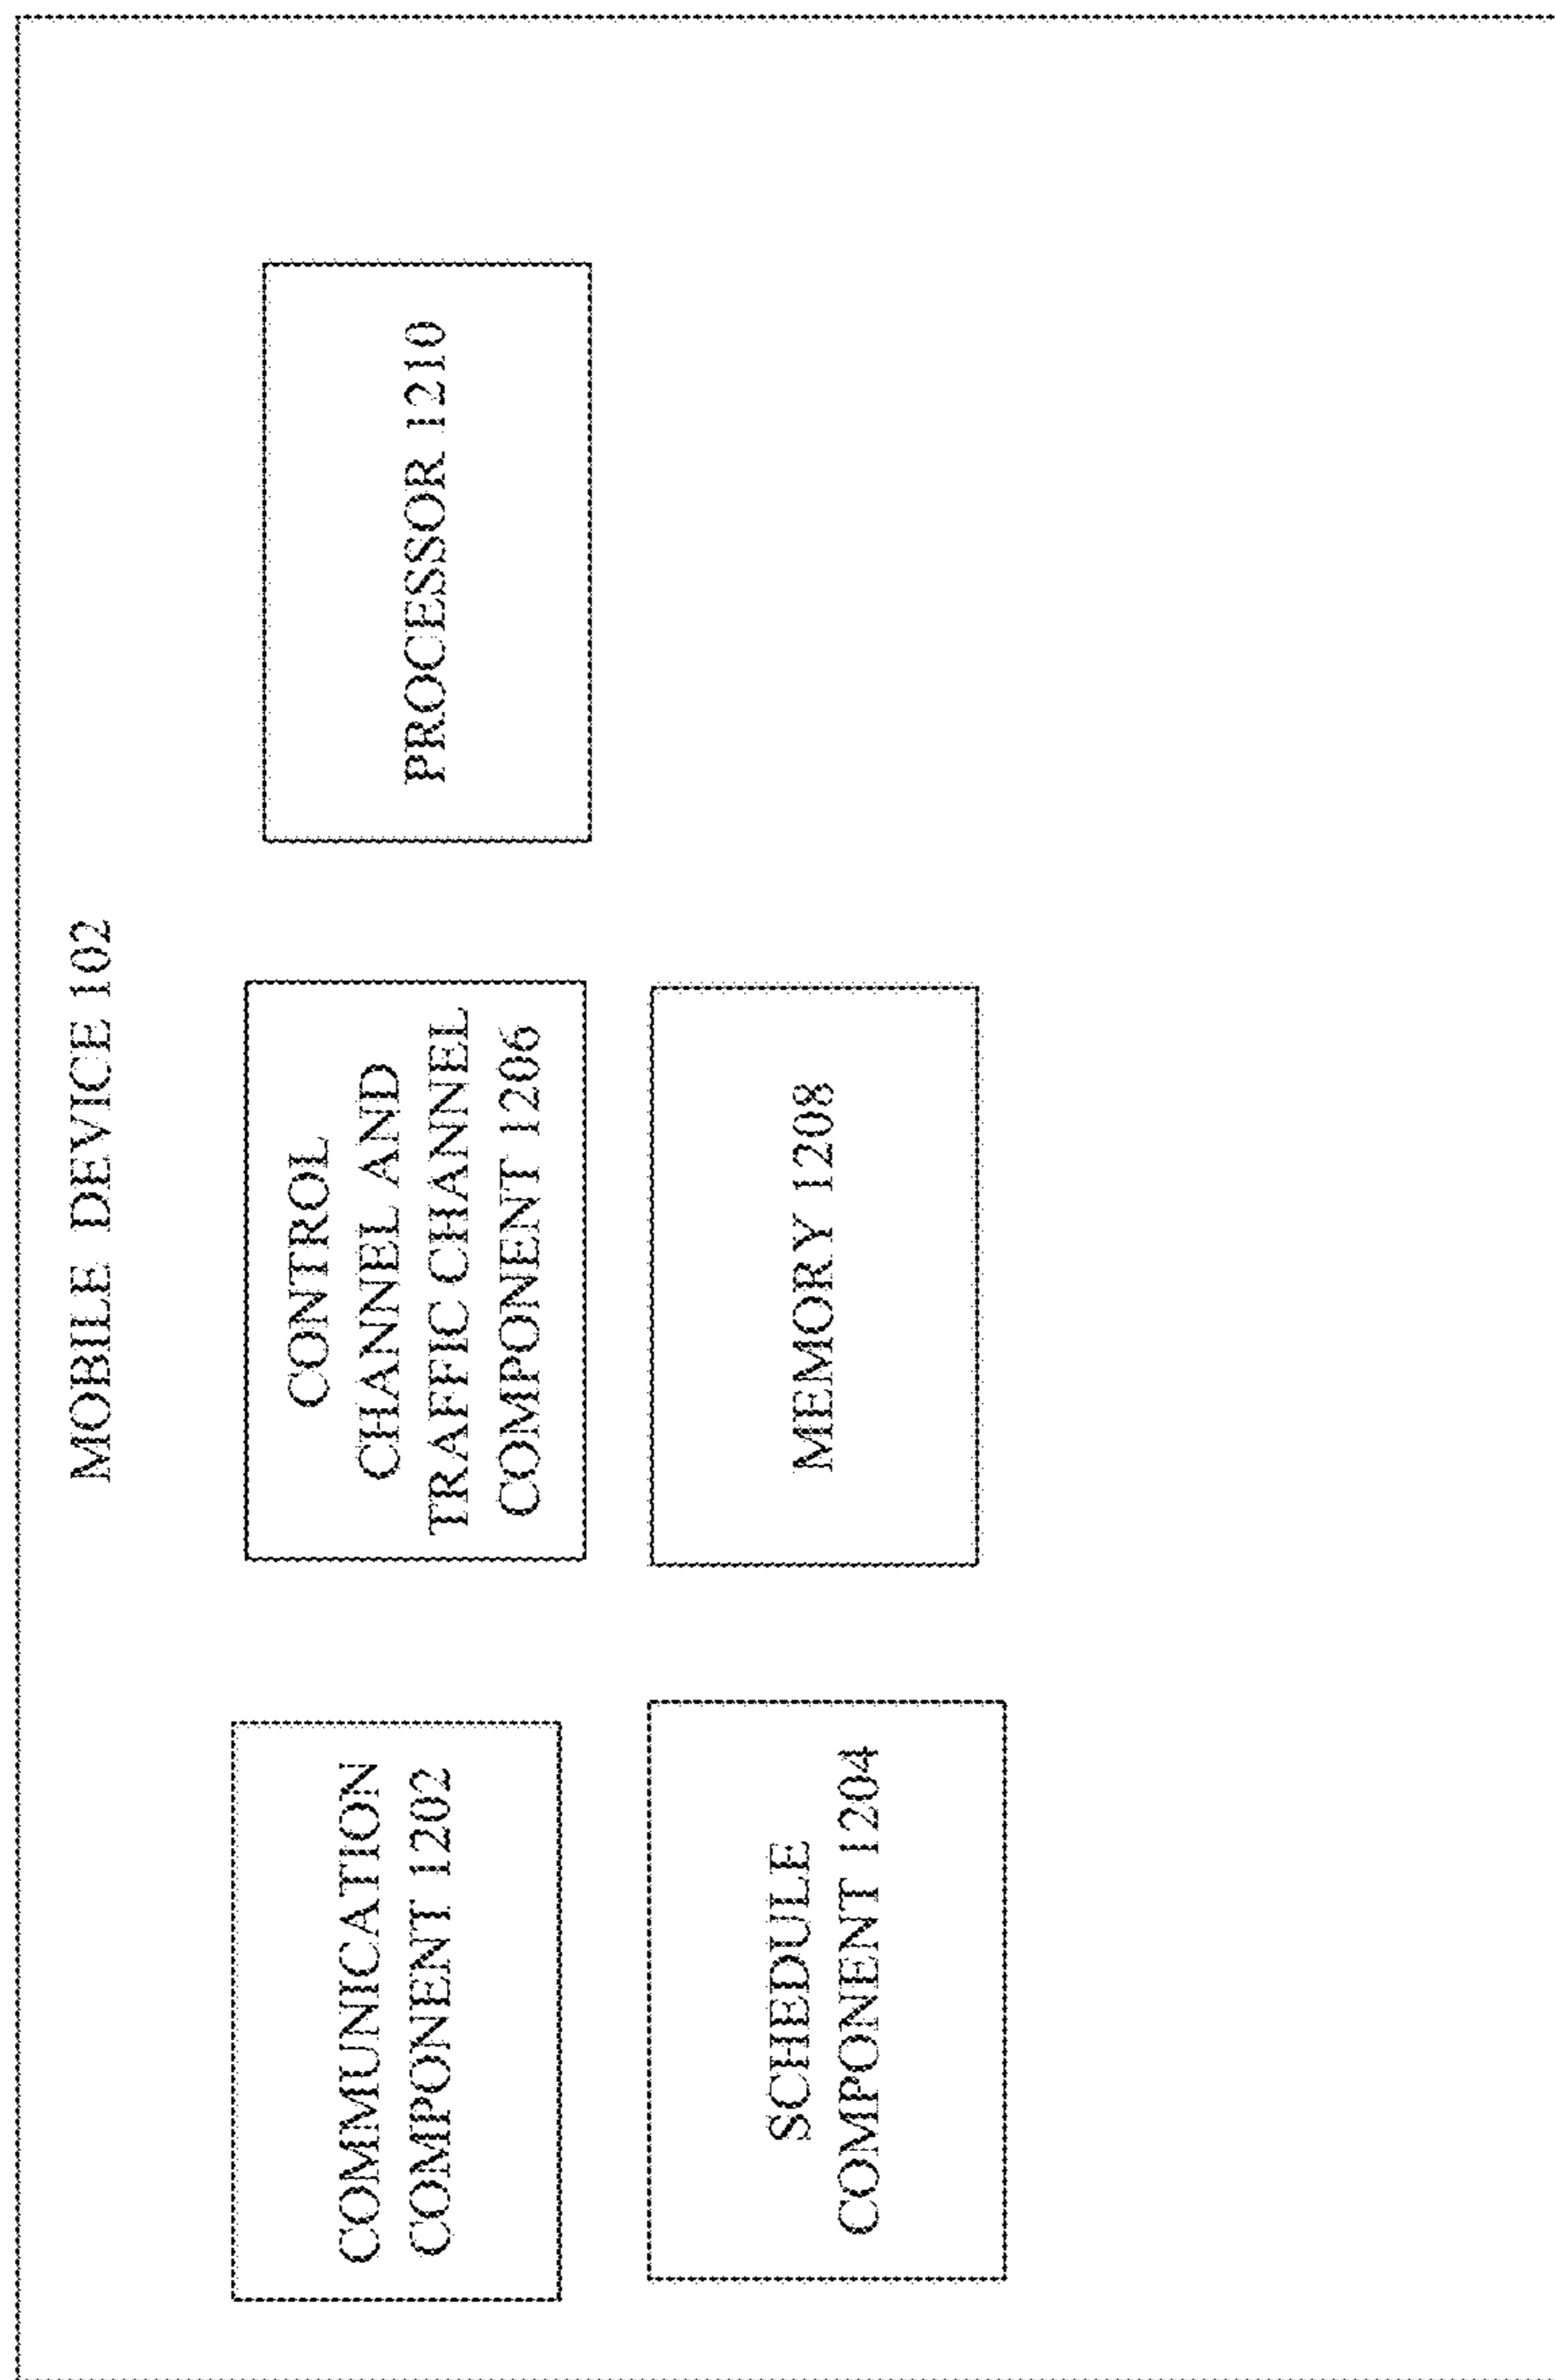 MOBILE DEVICE 102
COMMUNICATION
COMPONENT 1202
CONTROL
CHANNEL AND
TRAFFIC CHANNEL
COMPONENT 1206
PROCESSOR 1210
SCHEDULE
COMPONENT 1204
MEMORY 1208